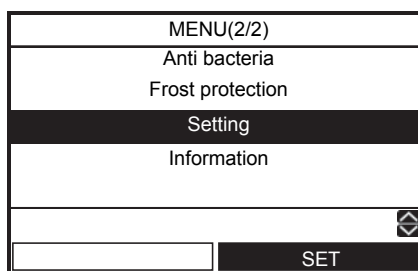 MENU(2/2)
Anti bacteria
Frost protection
Setting
Information
SET